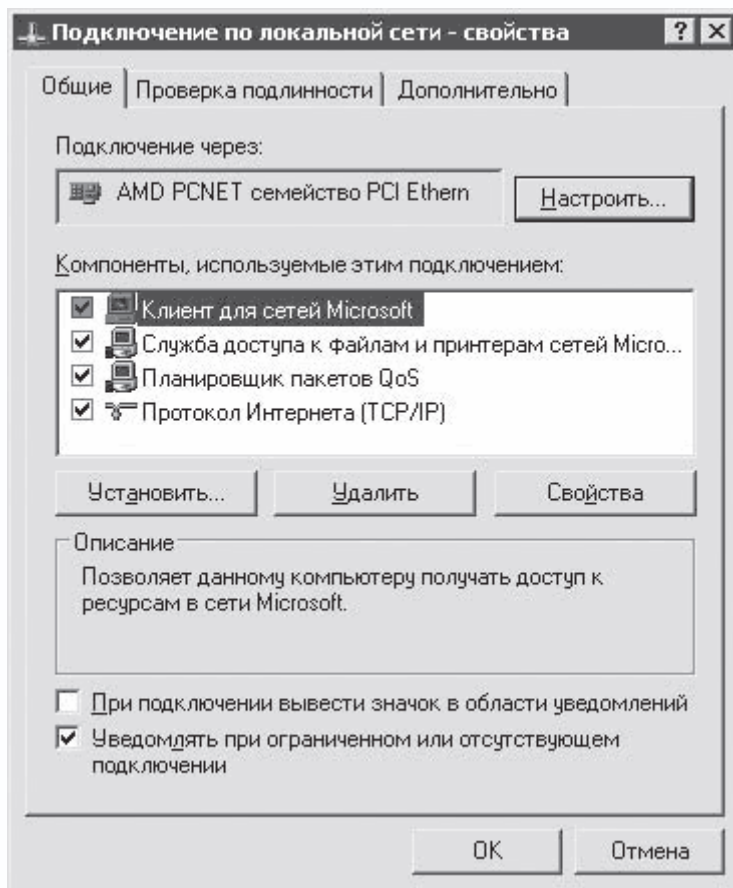 Подключение по локальной сети - свойства
Общие
Проверка подлинности
Дополнительно
Подключение через:
AMD PCNET семейство PCI Ethern
Настроить...
Компоненты, используемые этим подключением:
Клиент для сетей Microsoft
Служба доступа к файлам и принтерам сетей Micro...
Планировщик пакетов QoS
Протокол Интернета (TCP/IP)
Установить...
Удалить
Свойства
Описание
Позволяет данному компьютеру получать доступ к
ресурсам в сети Microsoft.
При подключении вывести значок в области уведомлений
Уведомлять при ограниченном или отсутствующем
подключении
OK
Отмена